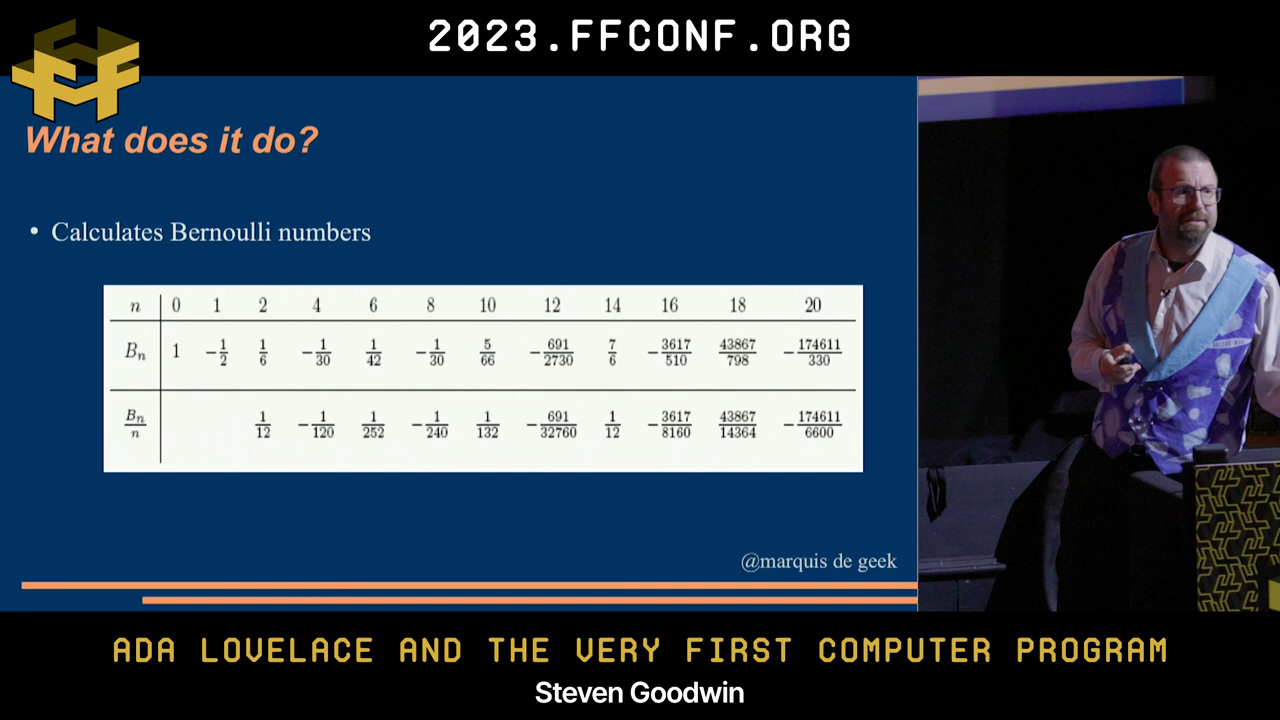 2023.FFCONF.ORG
What does it do?
• Calculates Bernoulli numbers
n 0 1 2 4 6 8 10 12 14 16 18 20
Bn 1 -1/2 1/6 -1/30 1/42 -1/30 5/66 -691/2730 7/6 -3617/510 43867/798 -174611/330
Bn/n 1/12 -1/120 1/252 -1/240 1/132 -691/32760 1/12 -3617/8160 43867/14364 -174611/6600
@marquis de geek
ADA LOVELACE AND THE VERY FIRST COMPUTER PROGRAM
Steven Goodwin